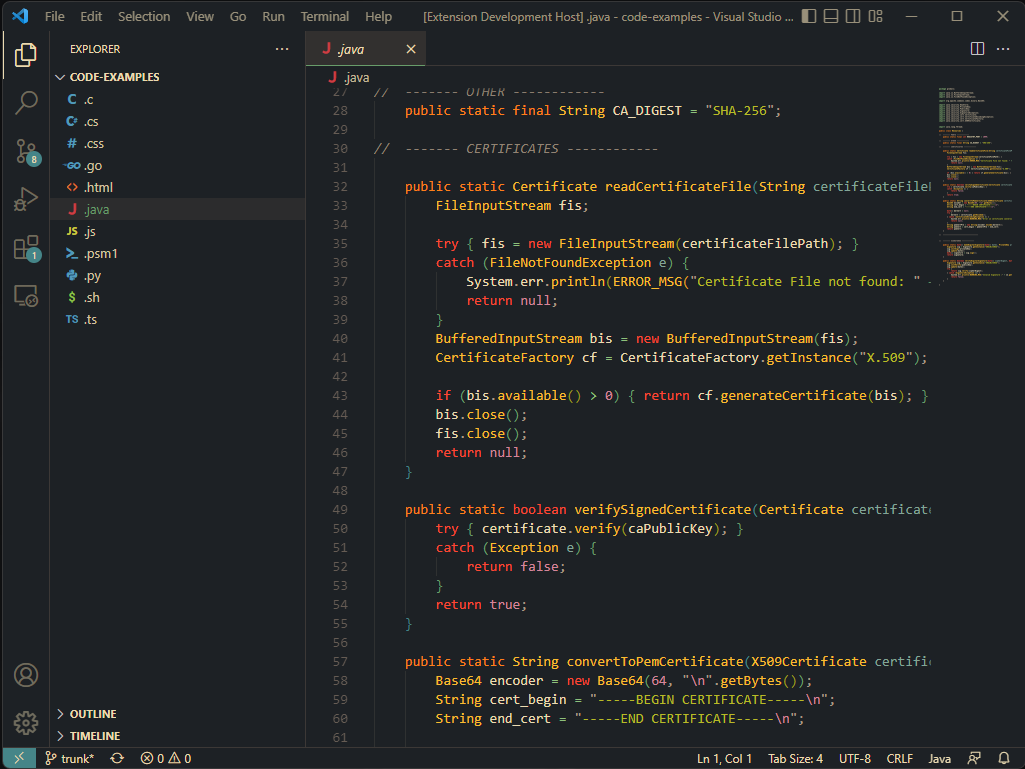 File Edit Selection View Go Run Terminal Help [Extension Development Host] .java - code-examples - Visual Studio ...
EXPLORER ...
CODE-EXAMPLES
C .c
C .cs
# .css
GO .go
<> .html
J .java
JS .js
.psm1
.py
$ .sh
TS .ts
OUTLINE
TIMELINE
8
1
J .java
J .java
27 // ------- OTHER ------------
28 public static final String CA_DIGEST = "SHA-256";
29
30 // ------- CERTIFICATES ------------
31
32 public static Certificate readCertificateFile(String certificateFile
33 FileInputStream fis;
34
35 try { fis = new FileInputStream(certificateFilePath); }
36 catch (FileNotFoundException e) {
37 System.err.println(ERROR_MSG("Certificate File not found: " -
38 return null;
39 }
40 BufferedInputStream bis = new BufferedInputStream(fis);
41 CertificateFactory cf = CertificateFactory.getInstance("X.509");
42
43 if (bis.available() > 0) { return cf.generateCertificate(bis); }
44 bis.close();
45 fis.close();
46 return null;
47 }
48
49 public static boolean verifySignedCertificate(Certificate certificat
50 try { certificate.verify(caPublicKey); }
51 catch (Exception e) {
52 return false;
53 }
54 return true;
55 }
56
57 public static String convertToPemCertificate(X509Certificate certifi
58 Base64 encoder = new Base64(64, "\n".getBytes());
59 String cert_begin = "-----BEGIN CERTIFICATE-----\n";
60 String end_cert = "-----END CERTIFICATE-----\n";
61
trunk* 0 0 Ln 1, Col 1 Tab Size: 4 UTF-8 CRLF Java